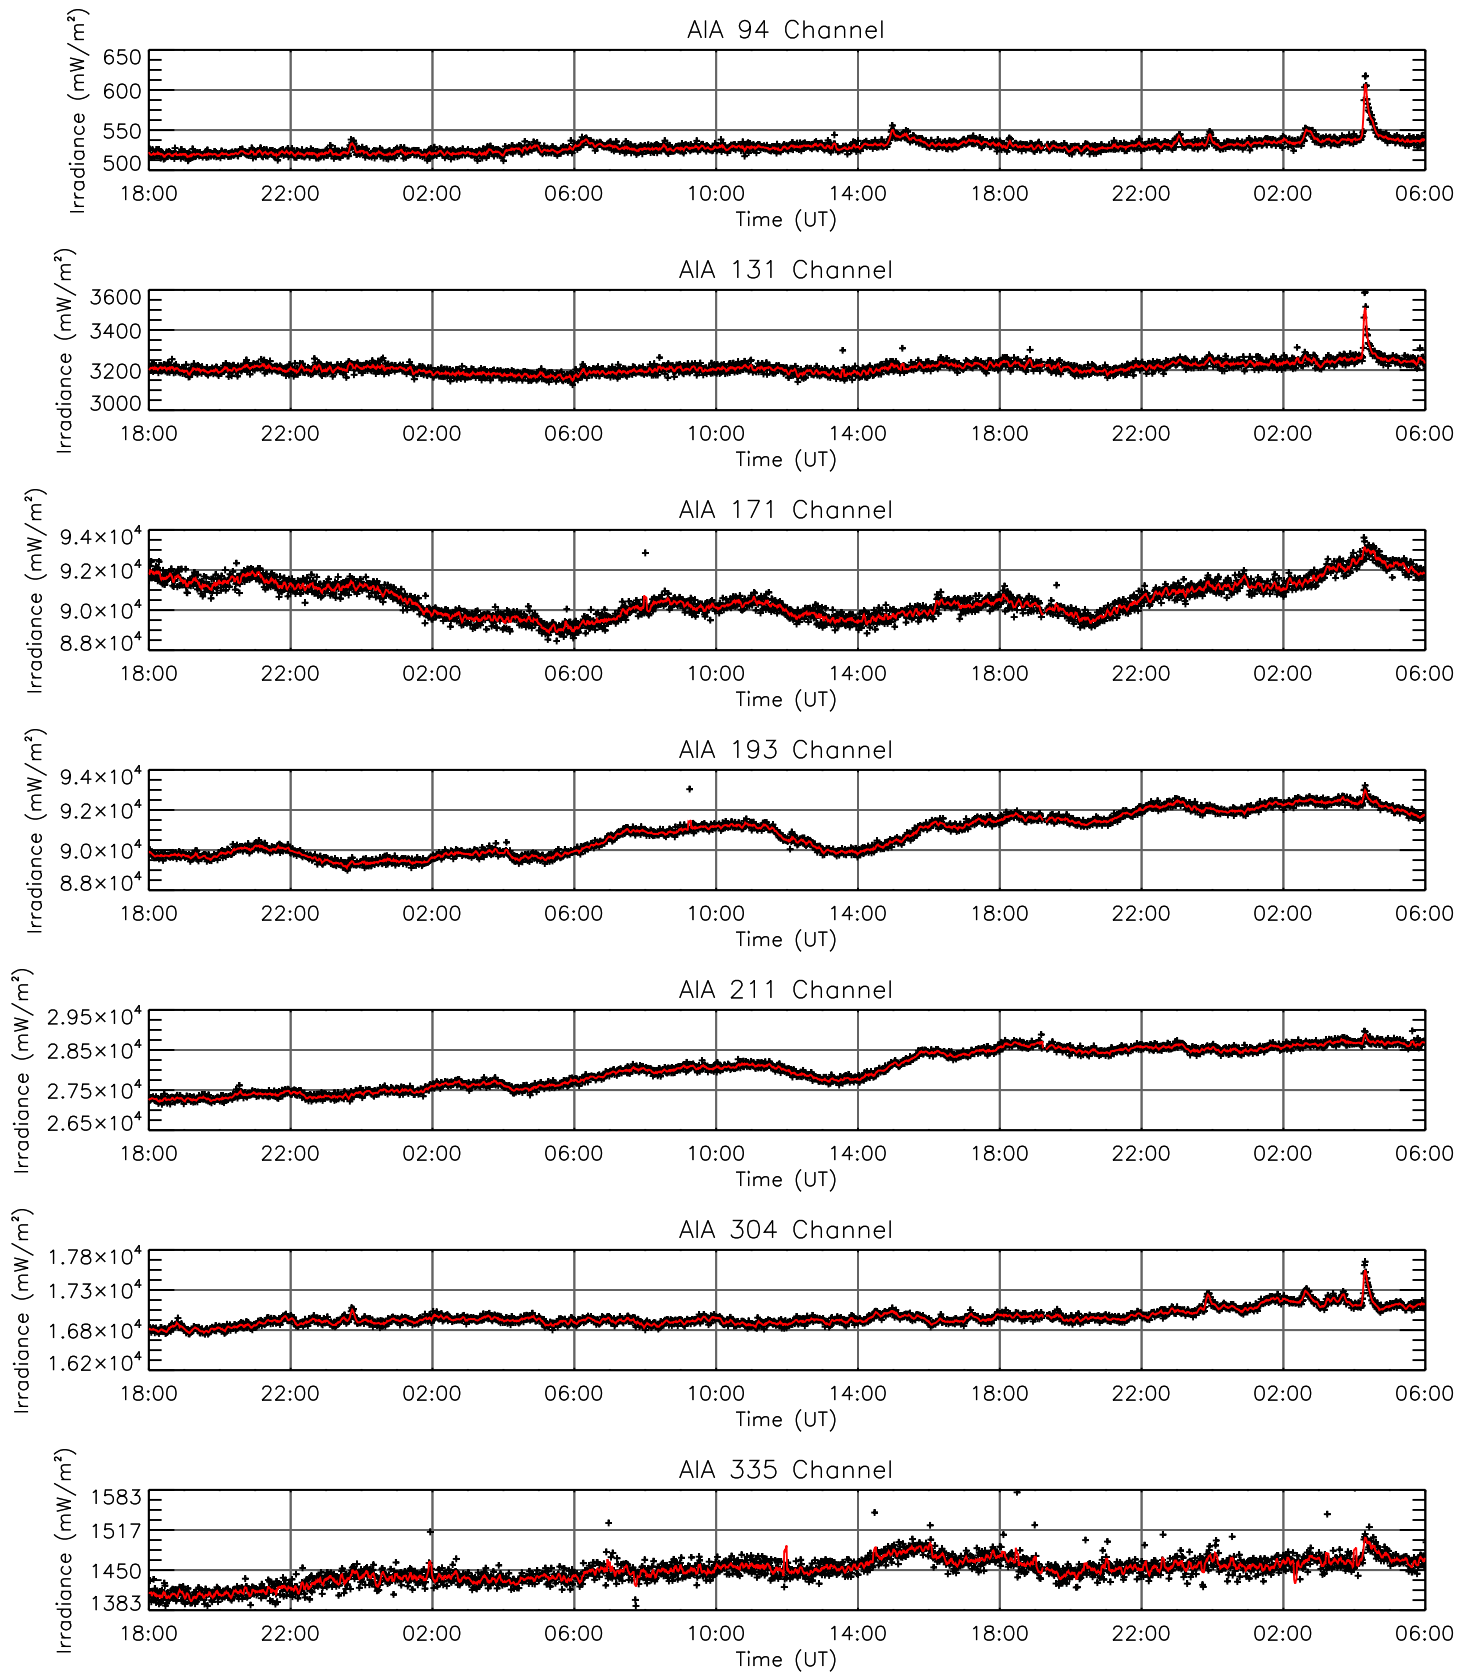 AIA 94 Channel
Irradiance (mW/m²)
650
600
550
500
18:00 22:00 02:00 06:00 10:00 14:00 18:00 22:00 02:00 06:00
Time (UT)
AIA 131 Channel
Irradiance (mW/m²)
3600
3400
3200
3000
18:00 22:00 02:00 06:00 10:00 14:00 18:00 22:00 02:00 06:00
Time (UT)
AIA 171 Channel
Irradiance (mW/m²)
9.4×10⁴
9.2×10⁴
9.0×10⁴
8.8×10⁴
18:00 22:00 02:00 06:00 10:00 14:00 18:00 22:00 02:00 06:00
Time (UT)
AIA 193 Channel
Irradiance (mW/m²)
9.4×10⁴
9.2×10⁴
9.0×10⁴
8.8×10⁴
18:00 22:00 02:00 06:00 10:00 14:00 18:00 22:00 02:00 06:00
Time (UT)
AIA 211 Channel
Irradiance (mW/m²)
2.95×10⁴
2.85×10⁴
2.75×10⁴
2.65×10⁴
18:00 22:00 02:00 06:00 10:00 14:00 18:00 22:00 02:00 06:00
Time (UT)
AIA 304 Channel
Irradiance (mW/m²)
1.78×10⁴
1.73×10⁴
1.68×10⁴
1.62×10⁴
18:00 22:00 02:00 06:00 10:00 14:00 18:00 22:00 02:00 06:00
Time (UT)
AIA 335 Channel
Irradiance (mW/m²)
1583
1517
1450
1383
18:00 22:00 02:00 06:00 10:00 14:00 18:00 22:00 02:00 06:00
Time (UT)